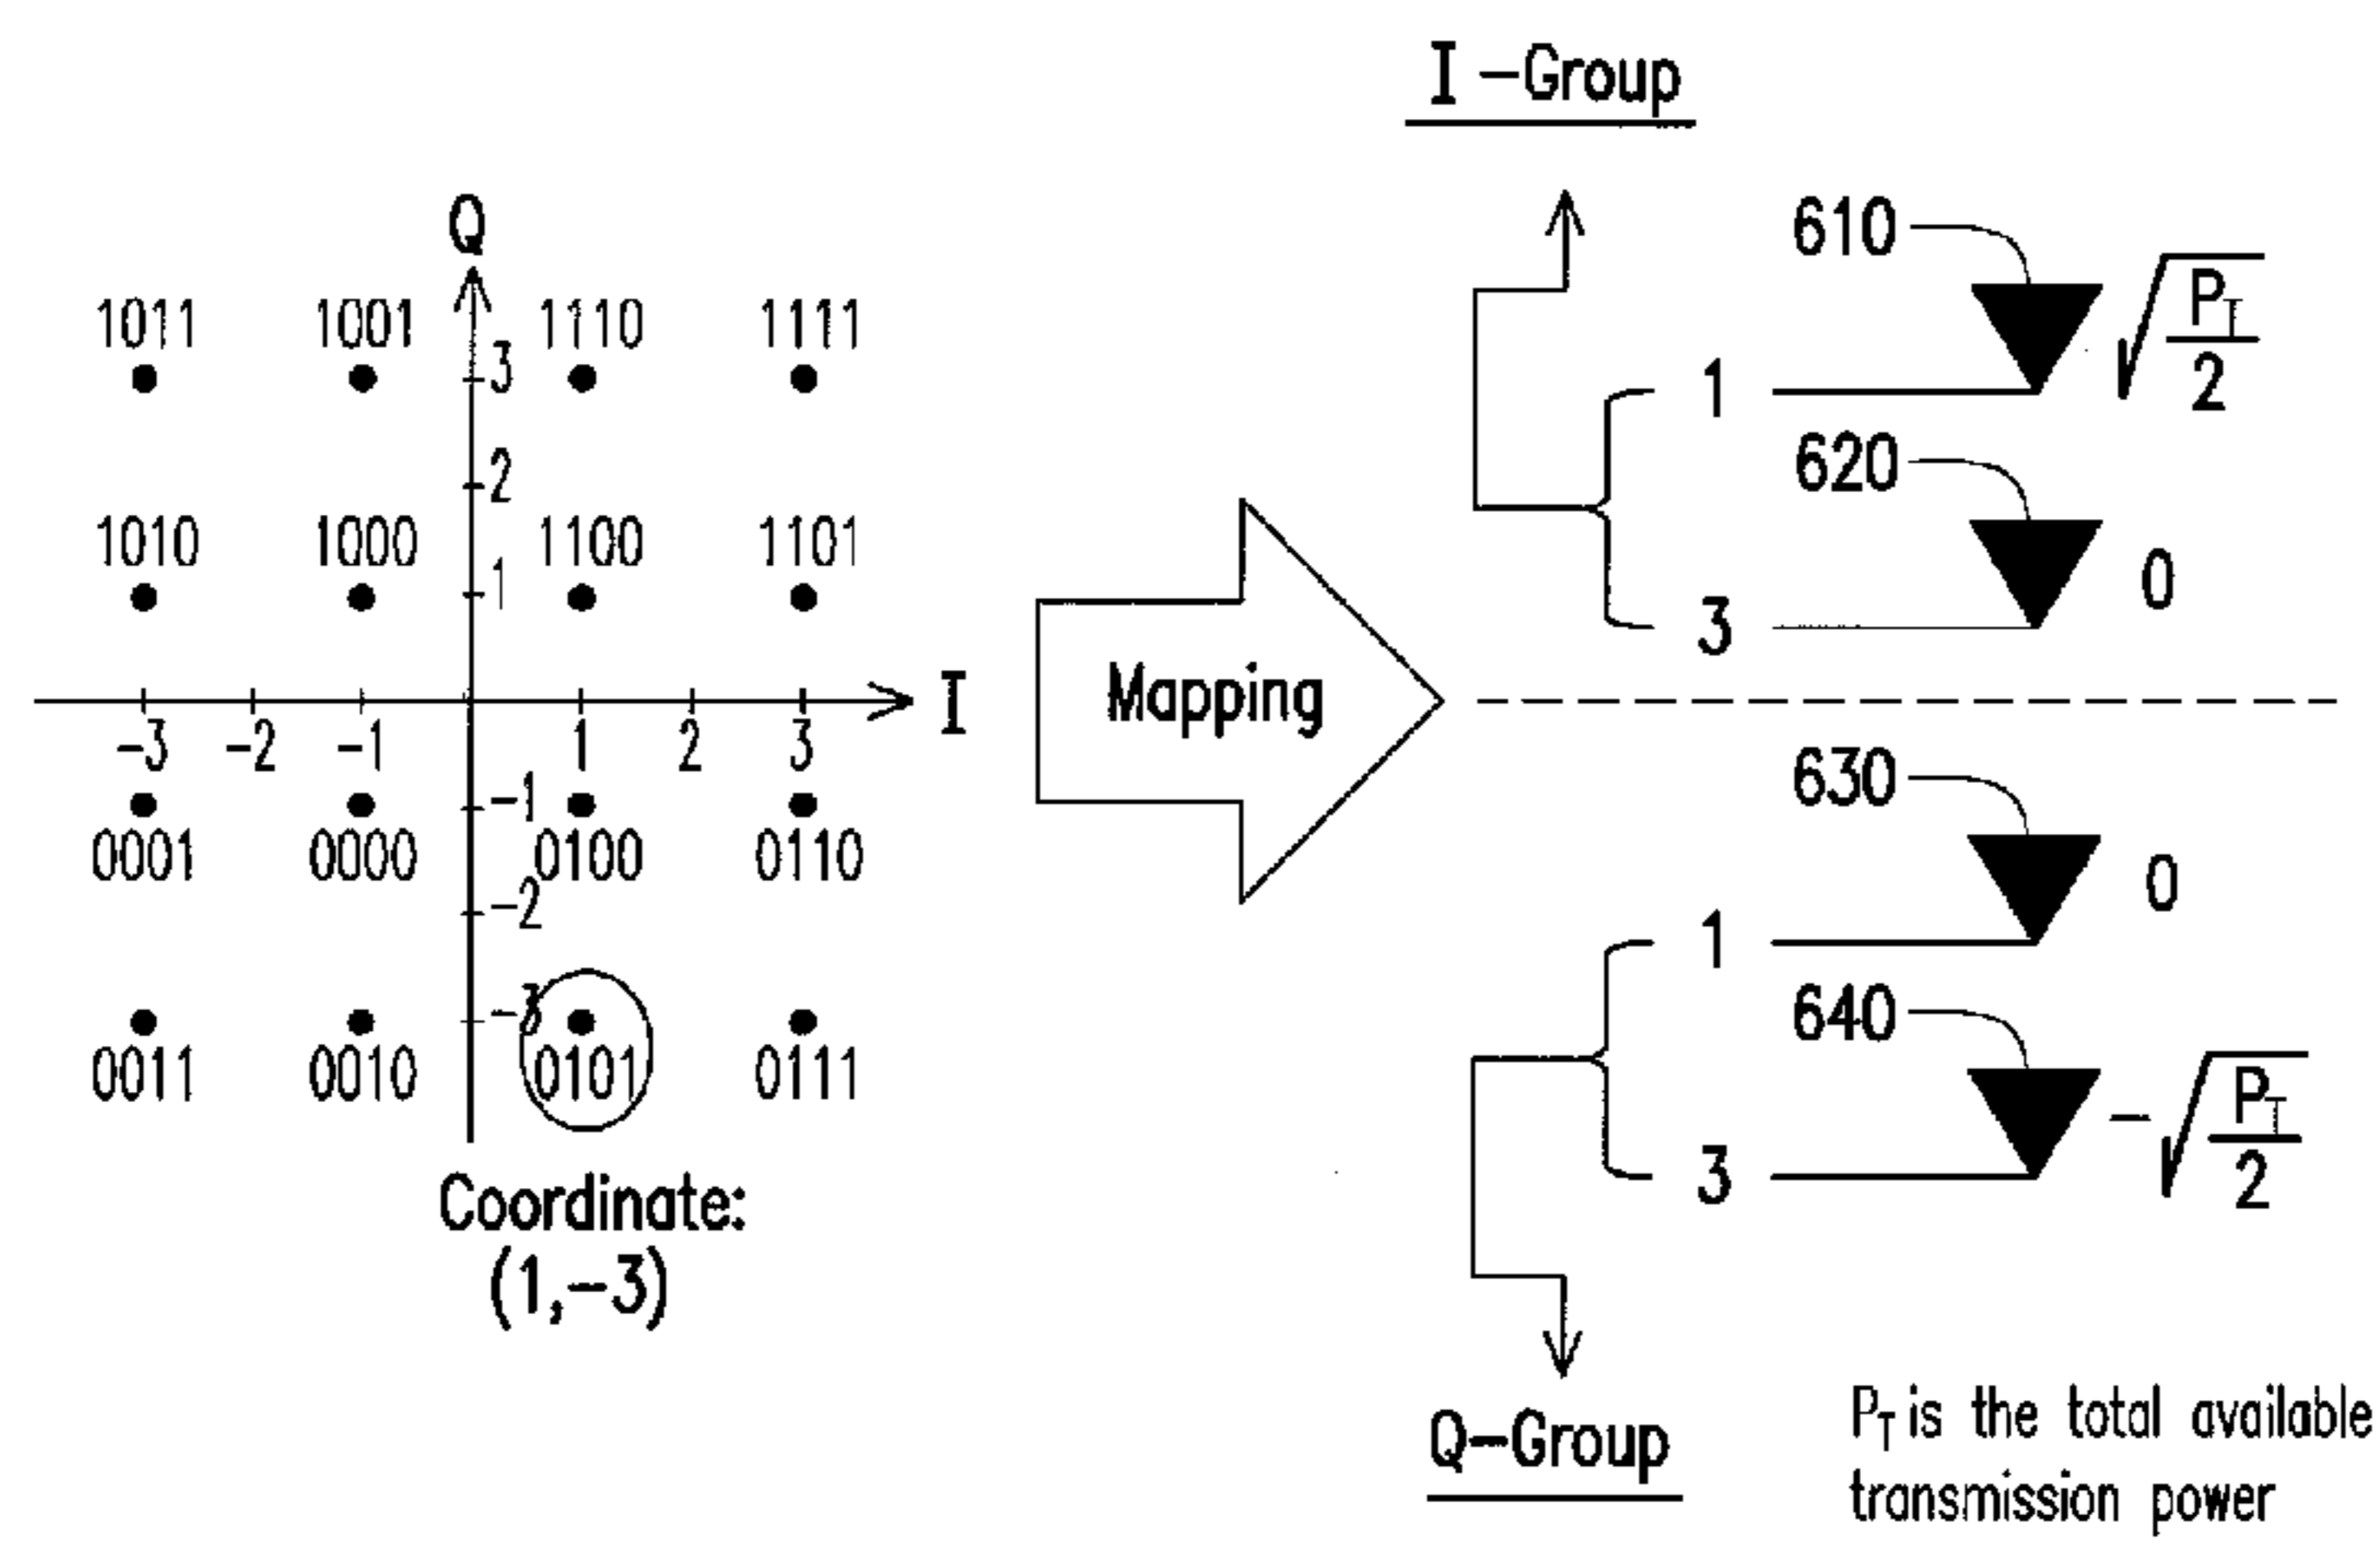 I-Group
Q
610
√(P_T/2)
1011 1001 1110 1111
3
1
2
620
1010 1000 1100 1101
1
0
3
I
Mapping
-3 -2 -1 1 2 3
630
-1
0001 0000 0100 0110
0
-2
1
640
-3
0011 0010 0101 0111
-√(P_T/2)
3
Coordinate:
(1,-3)
Q-Group
P_T is the total available
transmission power